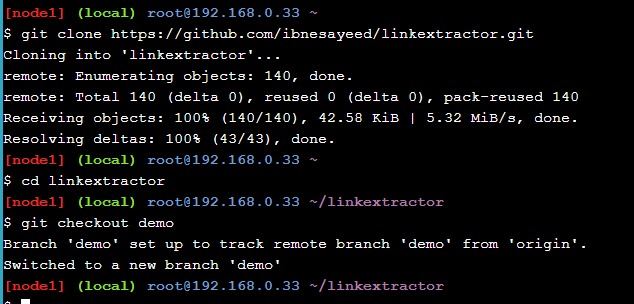 [node1] (local) root@192.168.0.33 ~
$ git clone https://github.com/ibnesayeed/linkextractor.git
Cloning into 'linkextractor'...
remote: Enumerating objects: 140, done.
remote: Total 140 (delta 0), reused 0 (delta 0), pack-reused 140
Receiving objects: 100% (140/140), 42.58 KiB | 5.32 MiB/s, done.
Resolving deltas: 100% (43/43), done.
[node1] (local) root@192.168.0.33 ~
$ cd linkextractor
[node1] (local) root@192.168.0.33 ~/linkextractor
$ git checkout demo
Branch 'demo' set up to track remote branch 'demo' from 'origin'.
Switched to a new branch 'demo'
[node1] (local) root@192.168.0.33 ~/linkextractor
$